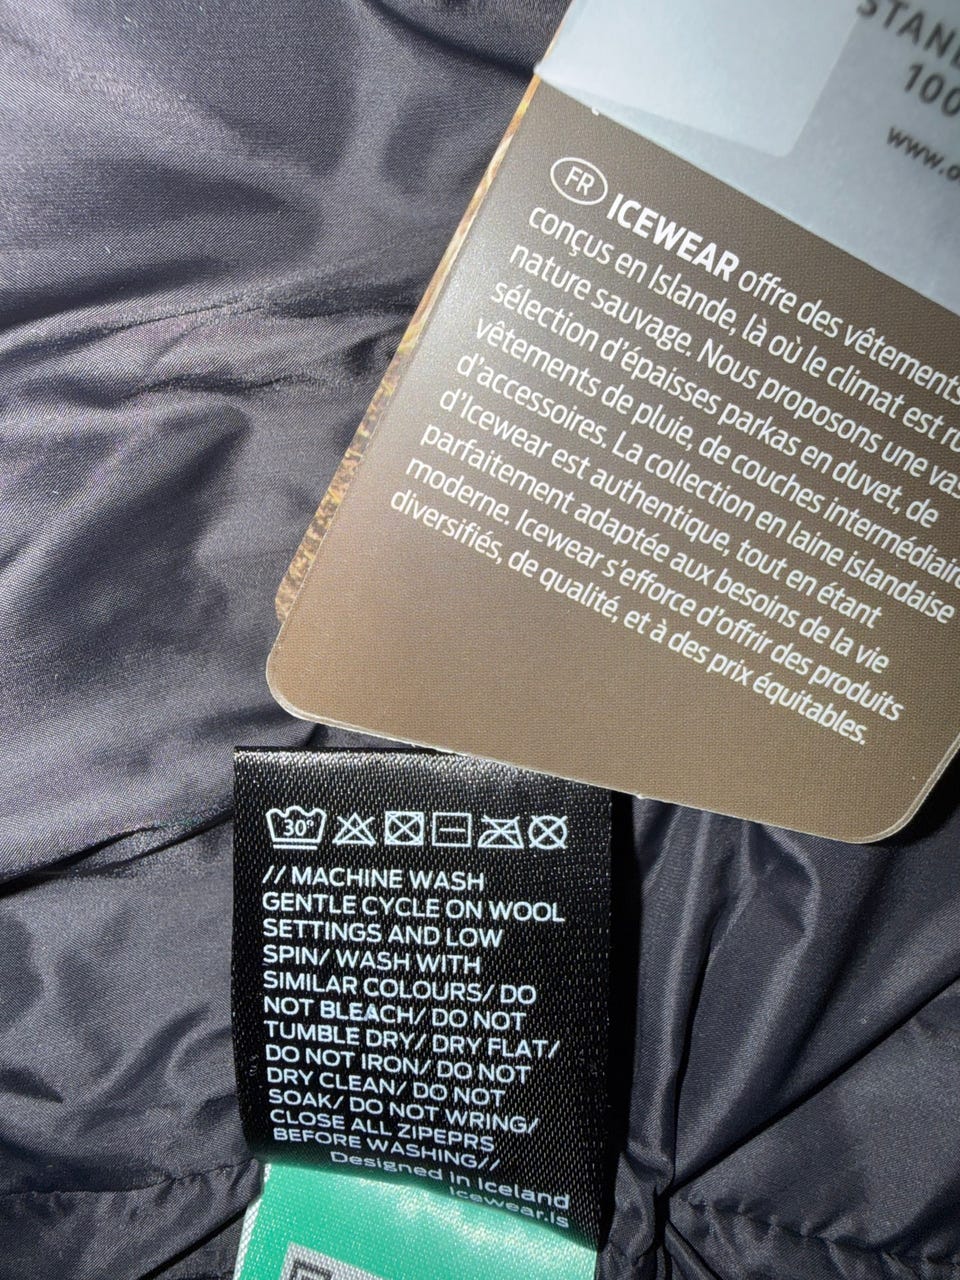 STAN
100
www.o
FR ICEWEAR offre des vêtements
conçus en Islande, là où le climat est
nature sauvage. Nous proposons une
sélection d'épaisses parkas en duvet, de
vêtements de pluie, de couches intermédiaire
d'accessoires. La collection en laine islandaise
d'Icewear est authentique, tout en étant
parfaitement adaptée aux besoins de la vie
moderne. Icewear s'efforce d'offrir des produits
diversifiés, de qualité, et à des prix équitables.
30°
// MACHINE WASH
GENTLE CYCLE ON WOOL
SETTINGS AND LOW
SPIN/ WASH WITH
SIMILAR COLOURS/ DO
NOT BLEACH/ DO NOT
TUMBLE DRY/ DRY FLAT/
DO NOT IRON/ DO NOT
DRY CLEAN/ DO NOT
SOAK/ DO NOT WRING/
CLOSE ALL ZIPEPRS
BEFORE WASHING//
Designed in Iceland
icewear.is